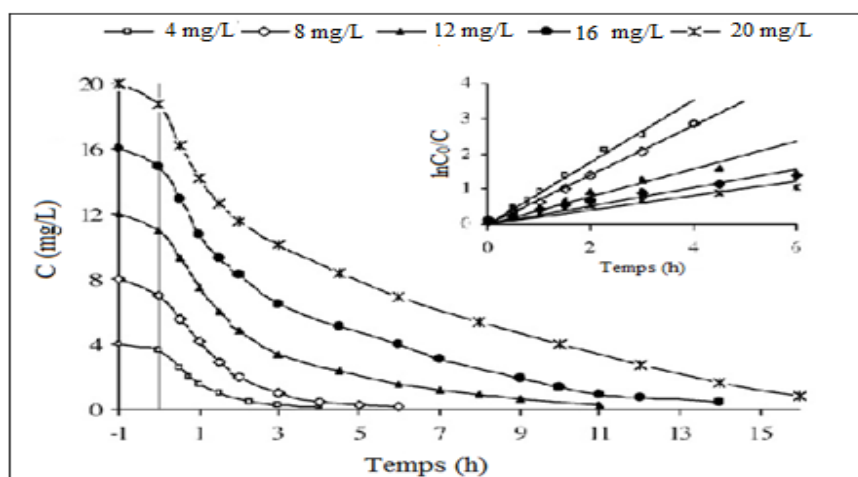 4 mg/L 8 mg/L 12 mg/L 16 mg/L 20 mg/L
20
16
12
8
4
0
C (mg/L)
-1 1 3 5 7 9 11 13 15
Temps (h)
4
3
2
1
0
lnC₀/C
0 2 4 6
Temps (h)